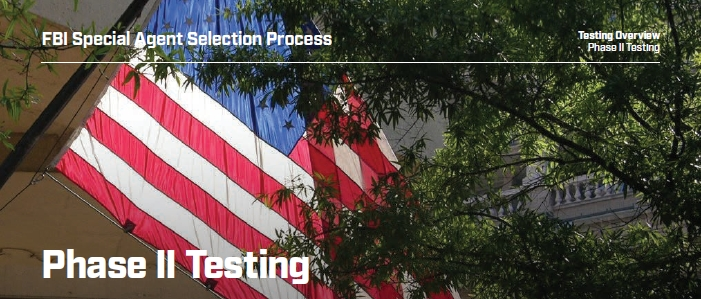 FBI Special Agent Selection Process
Testing Overview
Phase II Testing
Phase II Testing